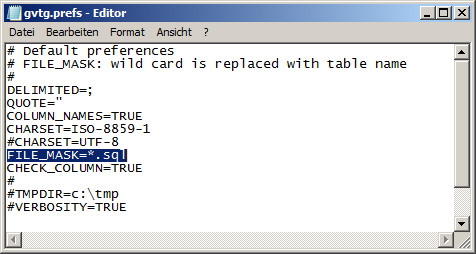 gvtg.prefs - Editor
Datei Bearbeiten Format Ansicht ?
# Default preferences
# FILE_MASK: wild card is replaced with table name
#
DELIMITED=;
QUOTE="
COLUMN_NAMES=TRUE
CHARSET=ISO-8859-1
#CHARSET=UTF-8
FILE_MASK=*.sql
CHECK_COLUMN=TRUE
#
#TMPDIR=c:\tmp
#VERBOSITY=TRUE